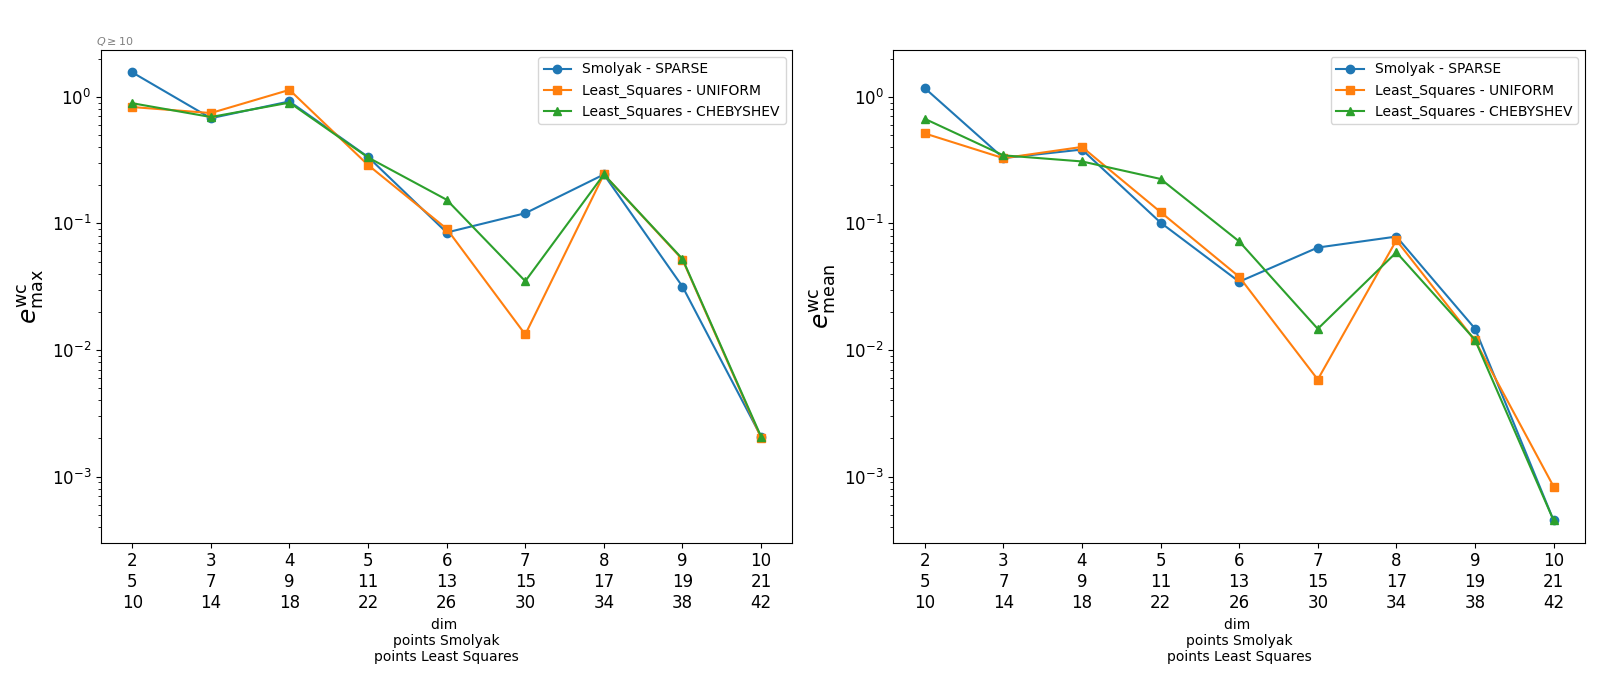 Q ≥ 10
Smolyak - SPARSE
Least_Squares - UNIFORM
Least_Squares - CHEBYSHEV
10^0
10^-1
10^-2
10^-3
e^wc_max
2 3 4 5 6 7 8 9 10
5 7 9 11 13 15 17 19 21
10 14 18 22 26 30 34 38 42
dim
points Smolyak
points Least Squares
Smolyak - SPARSE
Least_Squares - UNIFORM
Least_Squares - CHEBYSHEV
10^0
10^-1
10^-2
10^-3
e^wc_mean
2 3 4 5 6 7 8 9 10
5 7 9 11 13 15 17 19 21
10 14 18 22 26 30 34 38 42
dim
points Smolyak
points Least Squares